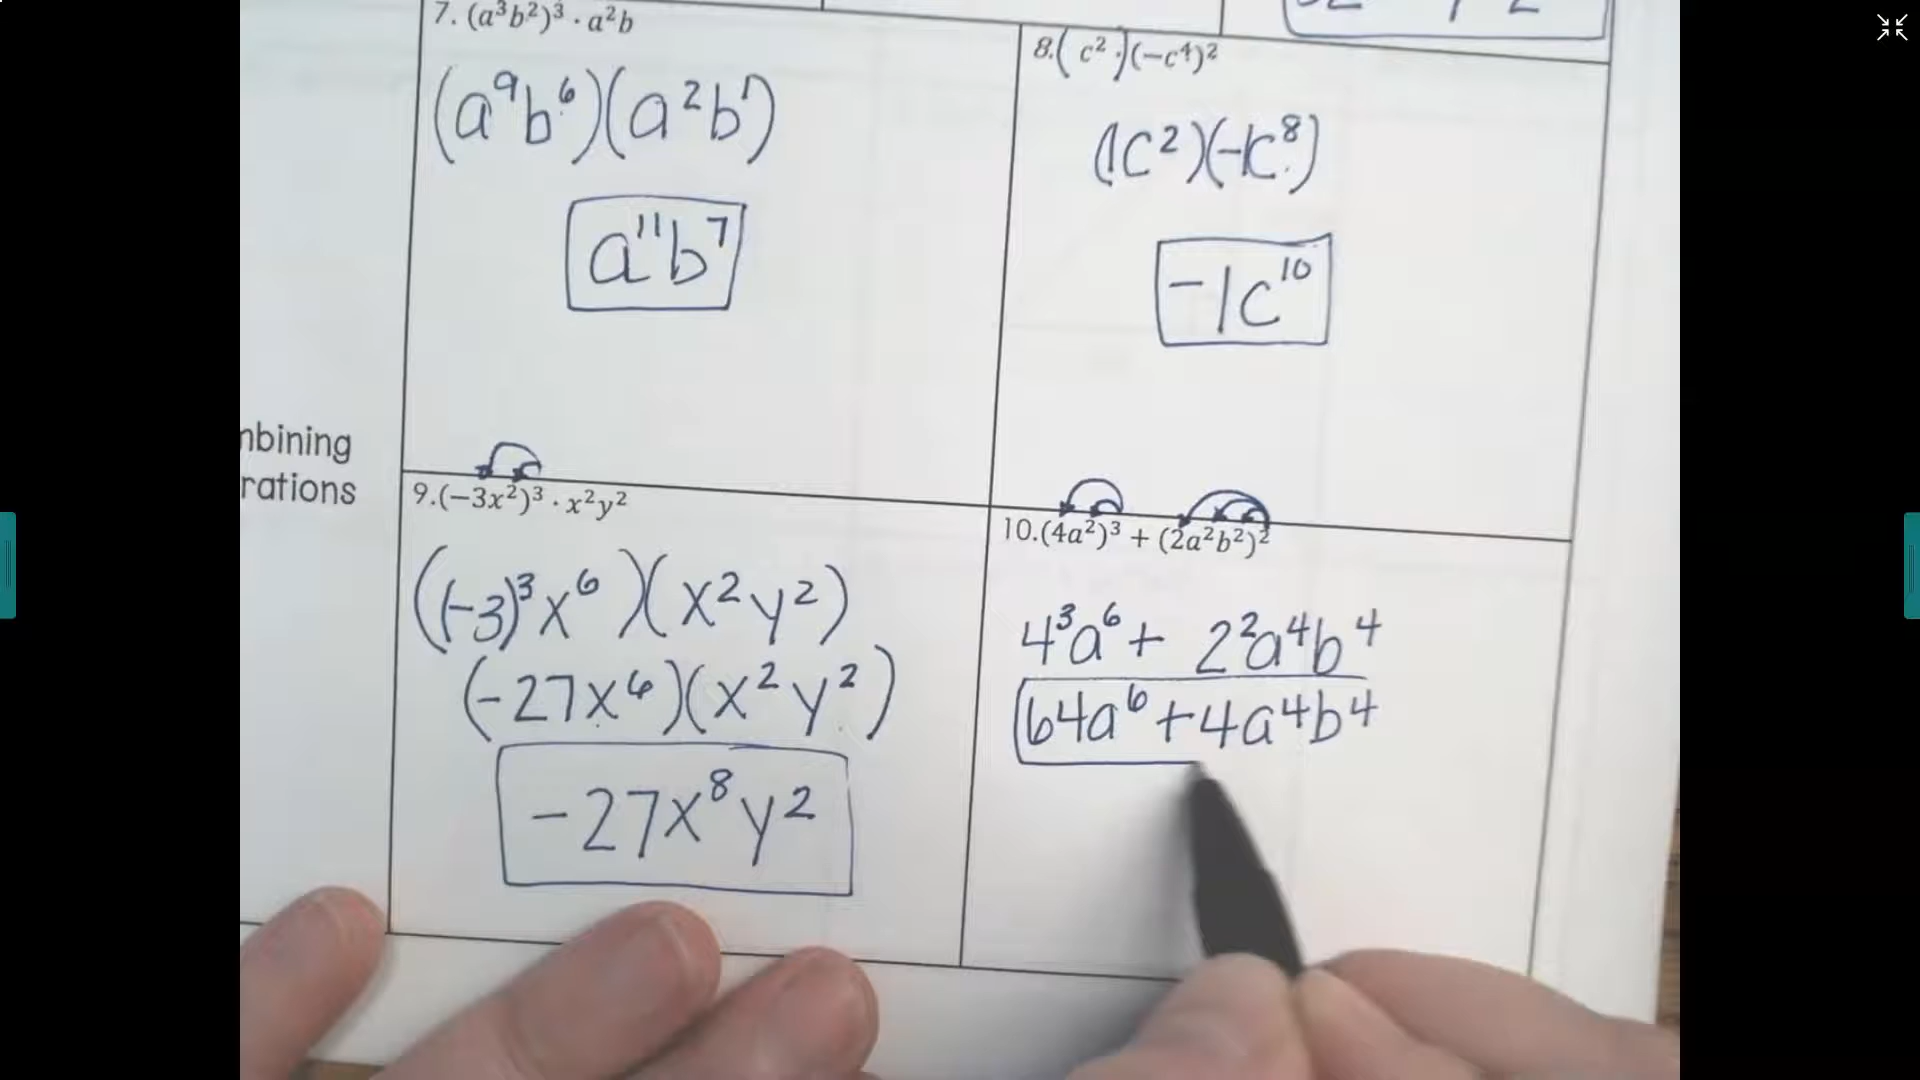 7. (a³b²)³ · a²b
(a⁹b⁶)(a²b¹)
a¹¹b⁷
8.(c² ·)(−c⁴)²
(1c²)(-1c⁸)
-1c¹⁰
nbining
rations
9.(−3x²)³ · x²y²
((-3)³x⁶)(x²y²)
(-27x⁶)(x²y²)
-27x⁸y²
10.(4a²)³ + (2a²b²)²
4³a⁶ + 2²a⁴b⁴
64a⁶ + 4a⁴b⁴